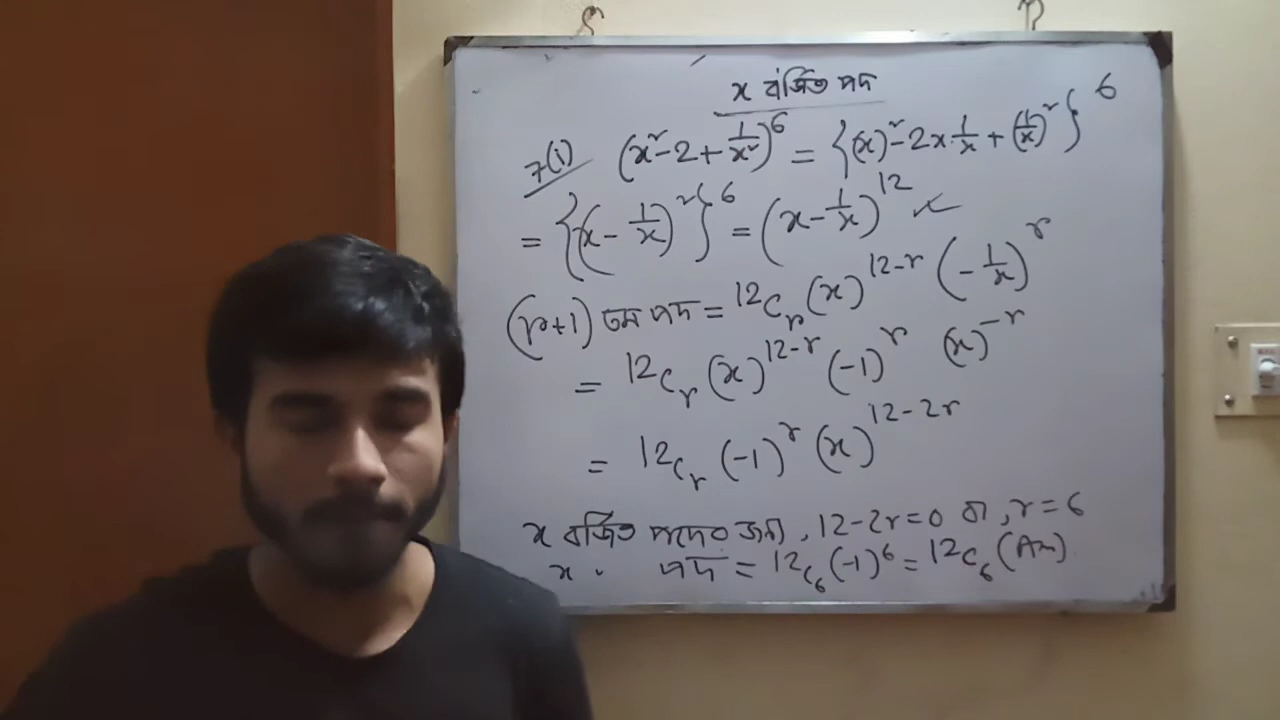 x বর্জিত পদ
7(i) (x²-2+1/x²)⁶ = {(x)²-2x.1/x+(1/x)²}⁶
= {(x-1/x)²}⁶ = (x-1/x)¹²
(r+1) তম পদ = ¹²Cᵣ(x)¹²⁻ʳ(-1/x)ʳ
= ¹²Cᵣ(x)¹²⁻ʳ(-1)ʳ (x)⁻ʳ
= ¹²Cᵣ(-1)ʳ(x)¹²⁻²ʳ
x বর্জিত পদের জন্য, 12-2r=0 বা, r=6
x " পদ = ¹²C₆(-1)⁶ = ¹²C₆ (Ans)